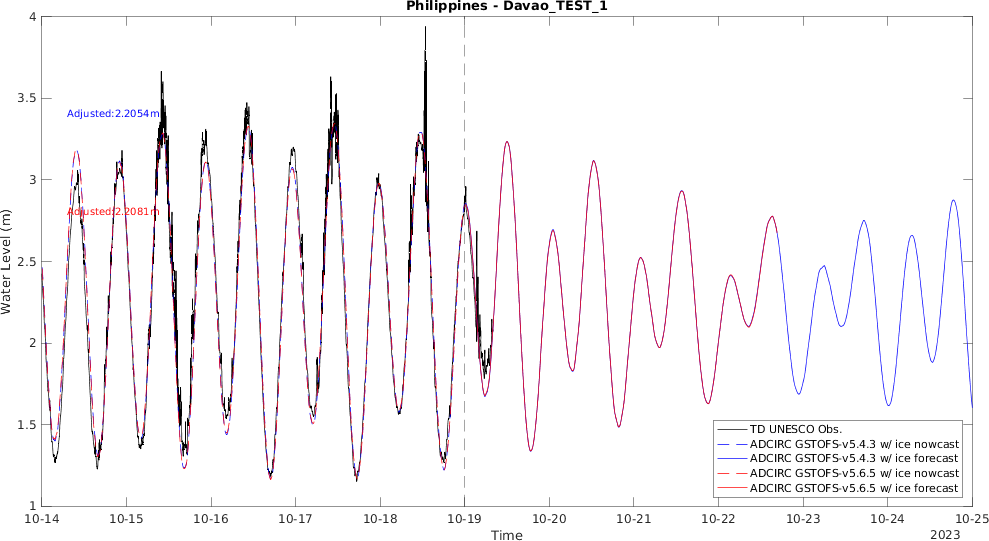 Philippines - Davao_TEST_1
4
3.5
3
2.5
2
1.5
1
Water Level (m)
Adjusted:2.2054m
Adjusted:2.2081m
TD UNESCO Obs.
ADCIRC GSTOFS-v5.4.3 w/ ice nowcast
ADCIRC GSTOFS-v5.4.3 w/ ice forecast
ADCIRC GSTOFS-v5.6.5 w/ ice nowcast
ADCIRC GSTOFS-v5.6.5 w/ ice forecast
10-14 10-15 10-16 10-17 10-18 10-19 10-20 10-21 10-22 10-23 10-24 10-25
Time
2023